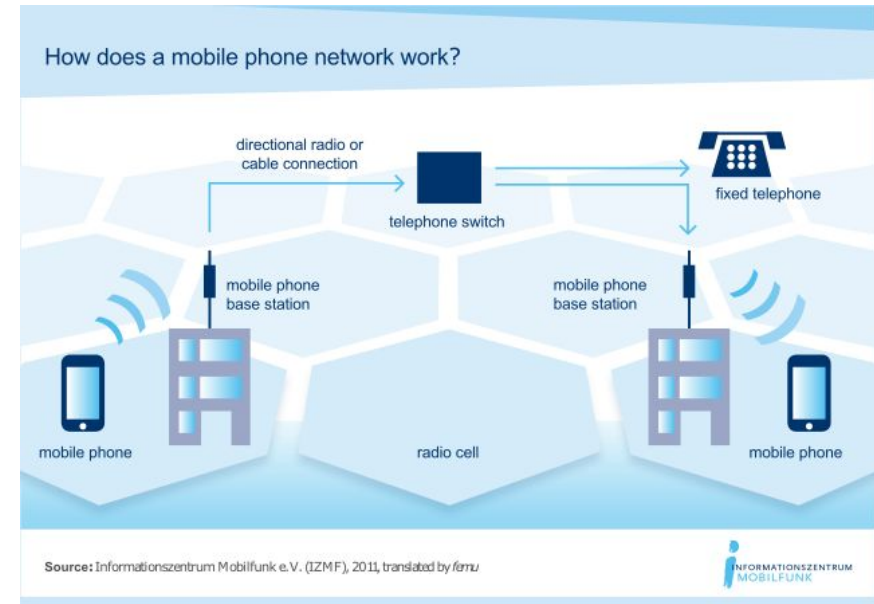 How does a mobile phone network work?
directional radio or
cable connection
telephone switch
fixed telephone
mobile phone
base station
mobile phone
base station
mobile phone
radio cell
mobile phone
Source: Informationszentrum Mobilfunk e.V. (IZMF), 2011, translated by femu
INFORMATIONSZENTRUM
MOBILFUNK